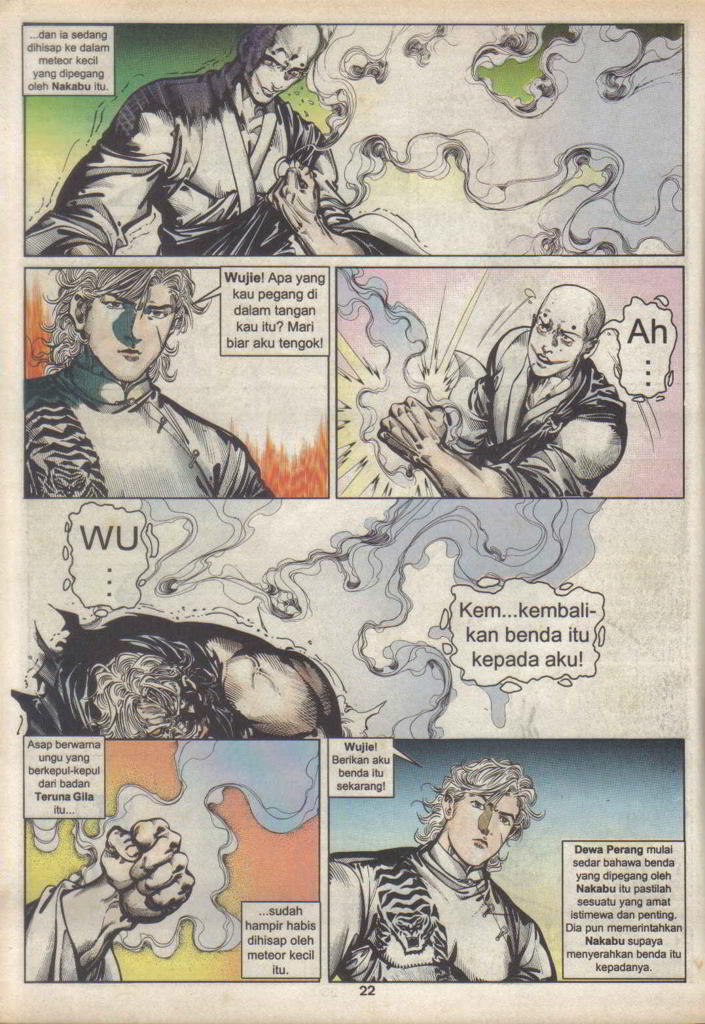 ...dan ia sedang
dihisap ke dalam
meteor kecil
yang dipegang
oleh Nakabu itu.
Wujie! Apa yang
kau pegang di
dalam tangan
kau itu? Mari
biar aku tengok!
Ah
...
WU
...
Kem...kembali-
kan benda itu
kepada aku!
Asap berwarna
ungu yang
berkepul-kepul
dari badan
Teruna Gila
itu...
...sudah
hampir habis
dihisap oleh
meteor kecil
itu.
Wujie!
Berikan aku
benda itu
sekarang!
Dewa Perang mulai
sedar bahawa benda
yang dipegang oleh
Nakabu itu pastilah
sesuatu yang amat
istimewa dan penting.
Dia pun memerintahkan
Nakabu supaya
menyerahkan benda itu
kepadanya.
22